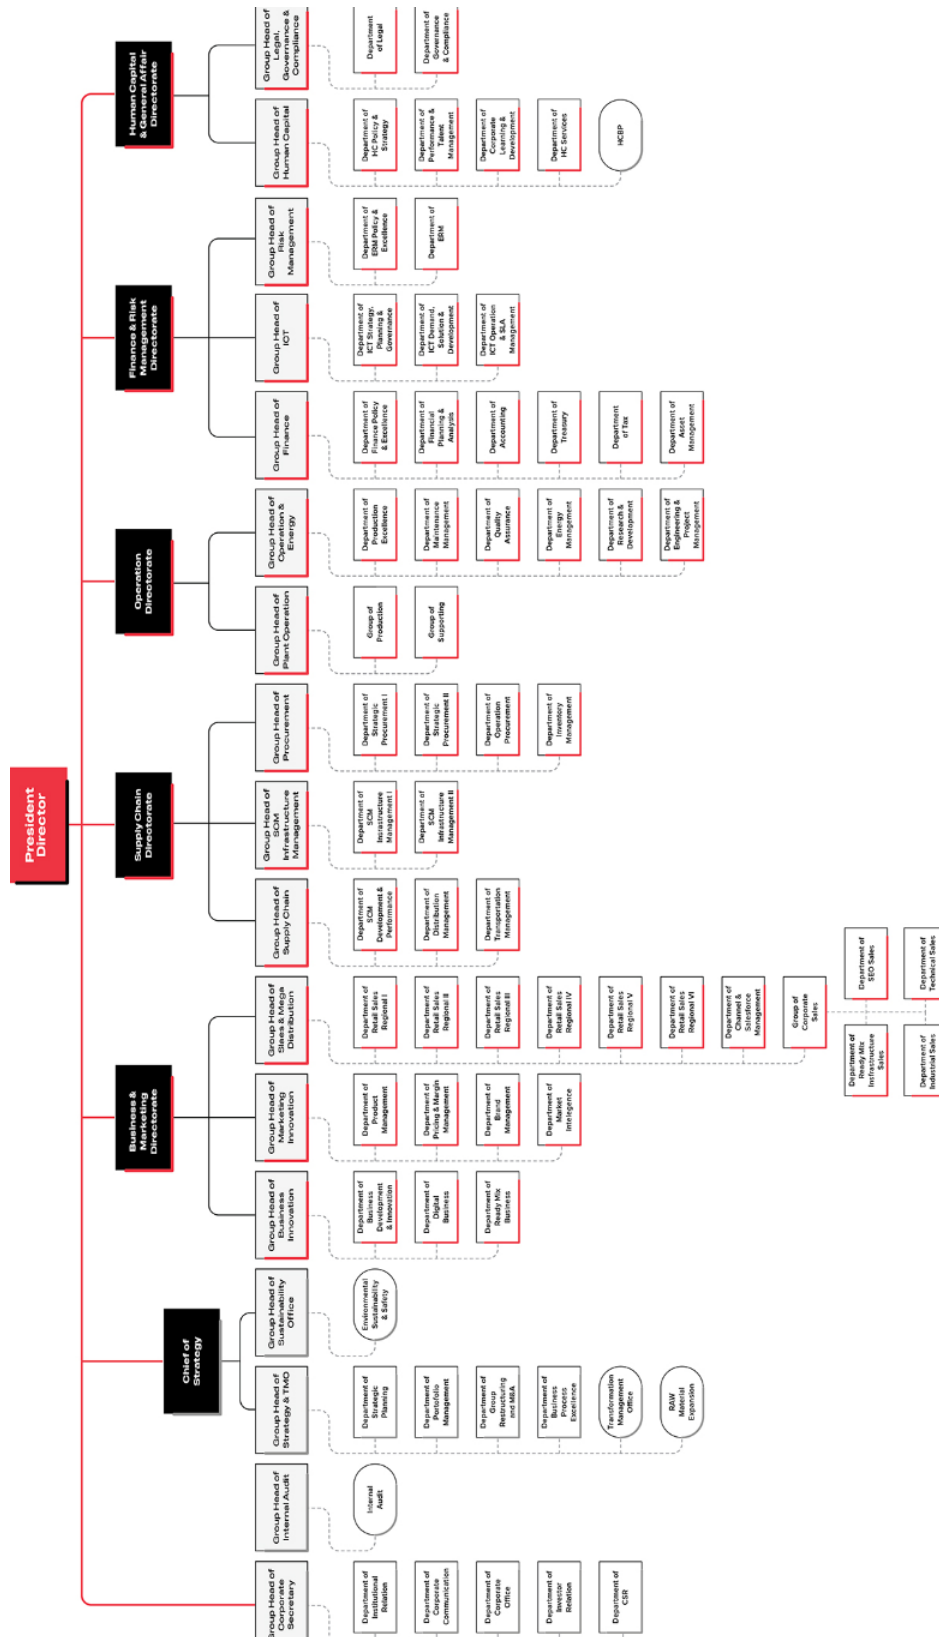 President
Director
Chief of
Strategy
Business &
Marketing
Directorate
Supply Chain
Directorate
Operation
Directorate
Finance & Risk
Management
Directorate
Human Capital
& General Affair
Directorate
Group Head of
Corporate
Secretary
Group Head of
Internal Audit
Group Head of
Strategy & TMO
Group Head of
Sustainability
Office
Group Head of
Business
Innovation
Group Head of
Marketing
Innovation
Group Head of
Slaes & Mega
Distribution
Group Head of
Supply Chain
Group Head of
SCM
Infrastructure
Management
Group Head of
Procurement
Group Head of
Plant Operation
Group Head of
Operation &
Energy
Group Head of
Finance
Group Head of
ICT
Group Head of
Risk
Management
Group Head of
Human Capital
Group Head of
Legal,
Governance &
Compliance
Department of
Institutional
Relation
Department of
Corporate
Communication
Department of
Corporate
Office
Department of
Investor
Relation
Department of
CSR
Internal
Audit
Department of
Strategic
Planning
Department of
Portofolio
Management
Department of
Group
Restructuring
and M&A
Department of
Business
Process
Excellence
Transformation
Management
Office
RAW
Material
Expansion
Environmental
Sustainability
& Safety
Department of
Business
Development
& Innovation
Department of
Digital
Business
Department of
Ready Mix
Business
Department of
Product
Management
Department of
Pricing & Margin
Management
Department of
Brand
Management
Department of
Market
Intelegence
Department of
Retail Sales
Regional I
Department of
Retail Sales
Regional II
Department of
Retail Sales
Regional III
Department of
Retail Sales
Regional IV
Department of
Retail Sales
Regional V
Department of
Retail Sales
Regional VI
Department of
Channel &
Salesforce
Management
Group of
Corporate
Sales
Department of
Ready Mix
Insfrastructure
Sales
Department of
SEO Sales
Department of
Industrial Sales
Department of
Technical Sales
Department of
SCM
Development &
Performance
Department of
Distribution
Management
Department of
Transportation
Management
Department of
SCM
Insrastructure
Management I
Department of
SCM
Infrastructure
Management II
Department of
Strategic
Procurement I
Department of
Strategic
Procurement II
Department of
Operation
Procurement
Department of
Inventory
Management
Group of
Production
Group of
Supporting
Department of
Production
Excellence
Department of
Maintenance
Management
Department of
Quality
Assurance
Department of
Energy
Management
Department of
Research &
Development
Department of
Engineering &
Project
Management
Department of
Finance Policy
& Excellence
Department of
Financial
Planning &
Analysis
Department of
Accounting
Department of
Treasury
Department
of Tax
Department of
Asset
Management
Department of
ICT Strategy,
Planning &
Governance
Department of
ICT Demand,
Solution &
Development
Department of
ICT Operation
& SLA
Management
Department of
ERM Policy &
Excellence
Department of
ERM
Department of
HC Policy &
Strategy
Department of
Performance &
Talent
Management
Department of
Corporate
Learning &
Development
Department of
HC Services
HCBP
Department
of Legal
Department of
Governance
& Compliance